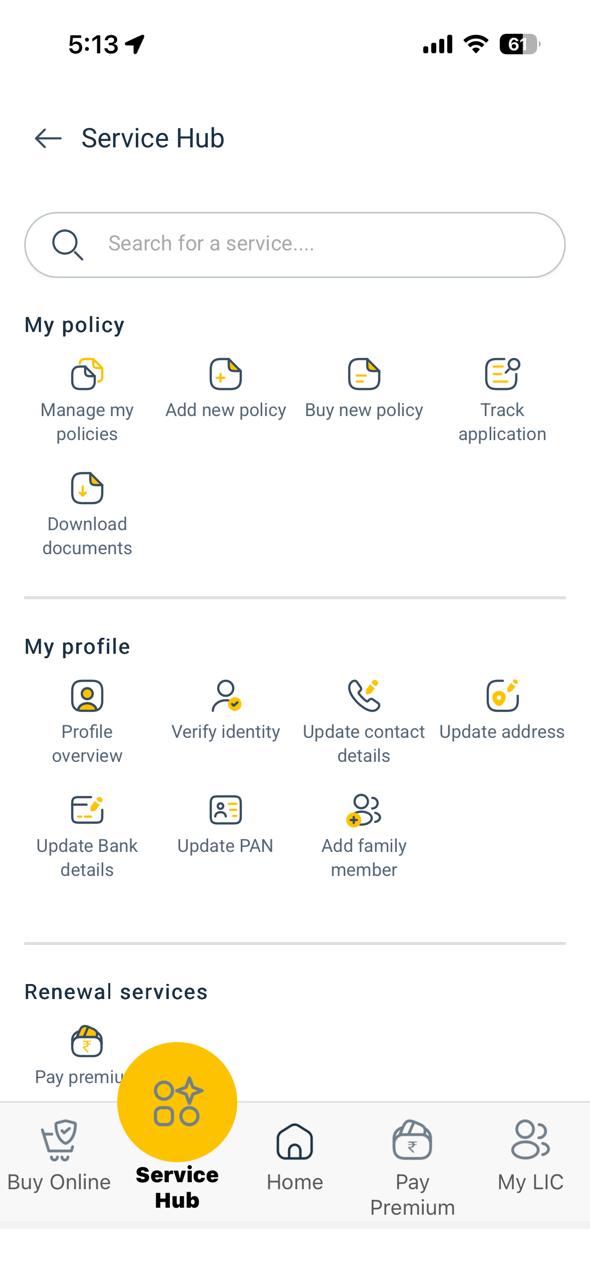 5:13
61
Service Hub
Search for a service....
My policy
Manage my
policies
Add new policy
Buy new policy
Track
application
Download
documents
My profile
Profile
overview
Verify identity
Update contact
details
Update address
Update Bank
details
Update PAN
Add family
member
Renewal services
₹
Pay premiu
Buy Online
Service
Hub
Home
₹
Pay
Premium
My LIC